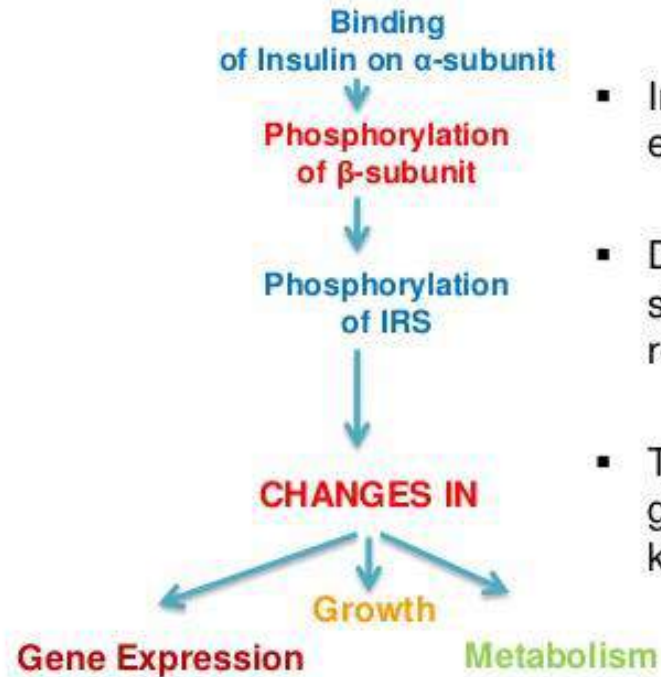 Binding
of Insulin on α-subunit
Phosphorylation
of β-subunit
Phosphorylation
of IRS
CHANGES IN
Growth
Gene Expression
Metabolism